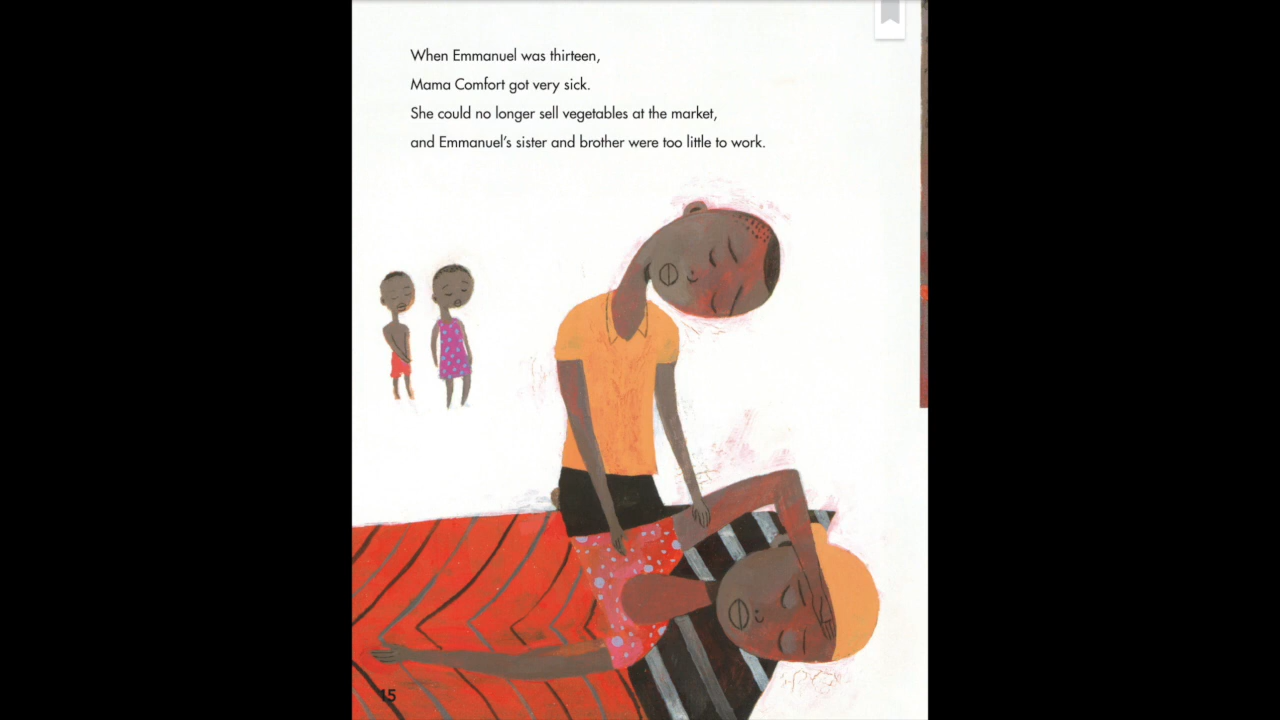 When Emmanuel was thirteen,
Mama Comfort got very sick.
She could no longer sell vegetables at the market,
and Emmanuel's sister and brother were too little to work.
15